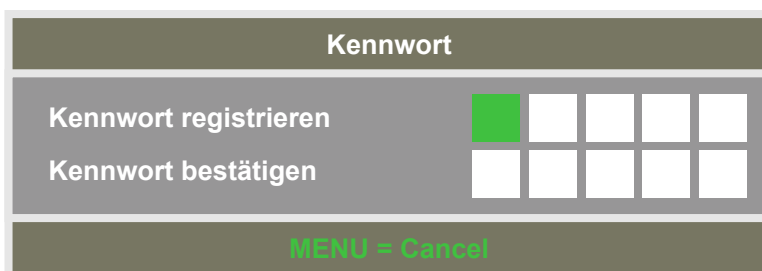 Kennwort
Kennwort registrieren
Kennwort bestätigen
MENU = Cancel